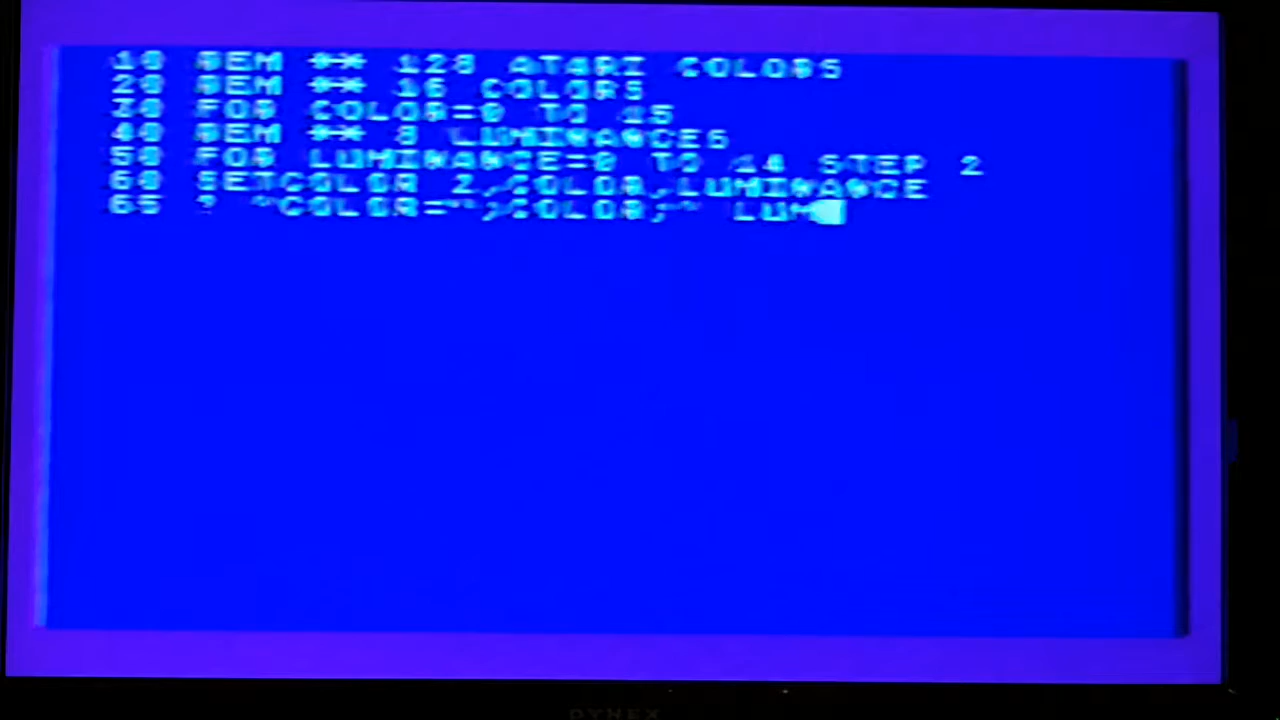 10 REM ** 128 ATARI COLORS
20 REM ** 16 COLORS
30 FOR COLOR=0 TO 15
40 REM ** 8 LUMINANCES
50 FOR LUMINANCE=0 TO 14 STEP 2
60 SETCOLOR 2,COLOR,LUMINANCE
65 ? "COLOR=";COLOR;" LUM
DYNEX